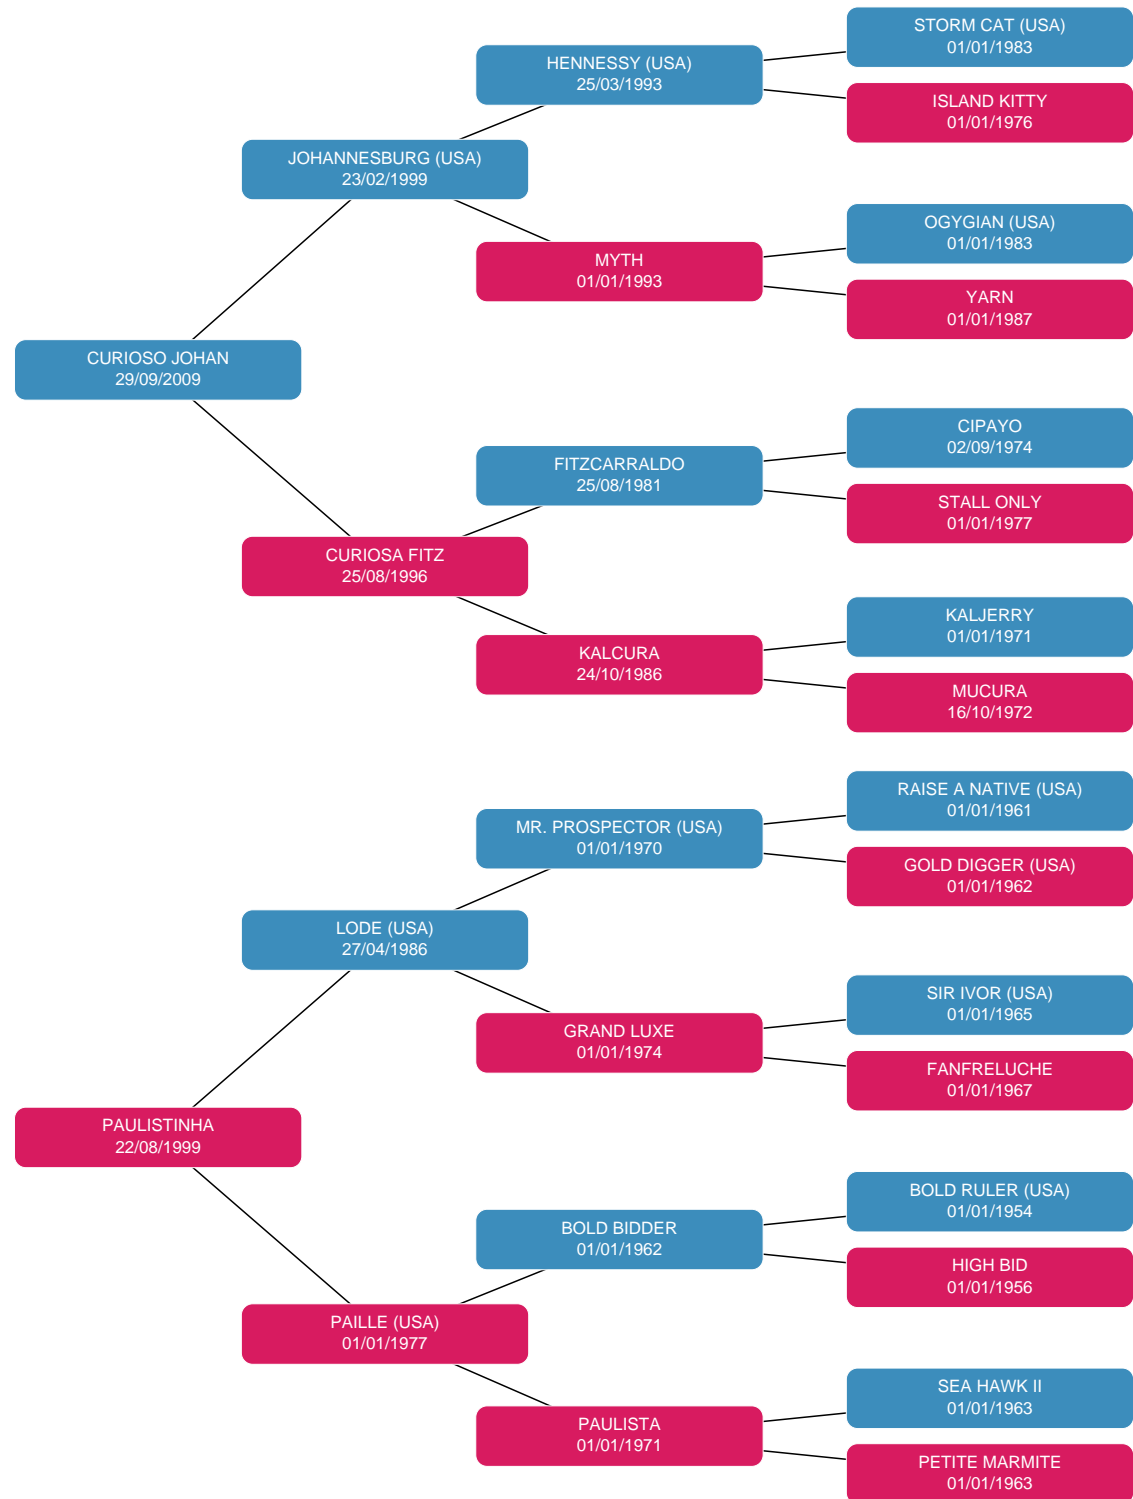 STORM CAT (USA)
01/01/1983
HENNESSY (USA)
25/03/1993
ISLAND KITTY
01/01/1976
JOHANNESBURG (USA)
23/02/1999
OGYGIAN (USA)
01/01/1983
MYTH
01/01/1993
YARN
01/01/1987
CURIOSO JOHAN
29/09/2009
CIPAYO
02/09/1974
FITZCARRALDO
25/08/1981
STALL ONLY
01/01/1977
CURIOSA FITZ
25/08/1996
KALJERRY
01/01/1971
KALCURA
24/10/1986
MUCURA
16/10/1972
RAISE A NATIVE (USA)
01/01/1961
MR. PROSPECTOR (USA)
01/01/1970
GOLD DIGGER (USA)
01/01/1962
LODE (USA)
27/04/1986
SIR IVOR (USA)
01/01/1965
GRAND LUXE
01/01/1974
FANFRELUCHE
01/01/1967
PAULISTINHA
22/08/1999
BOLD RULER (USA)
01/01/1954
BOLD BIDDER
01/01/1962
HIGH BID
01/01/1956
PAILLE (USA)
01/01/1977
SEA HAWK II
01/01/1963
PAULISTA
01/01/1971
PETITE MARMITE
01/01/1963